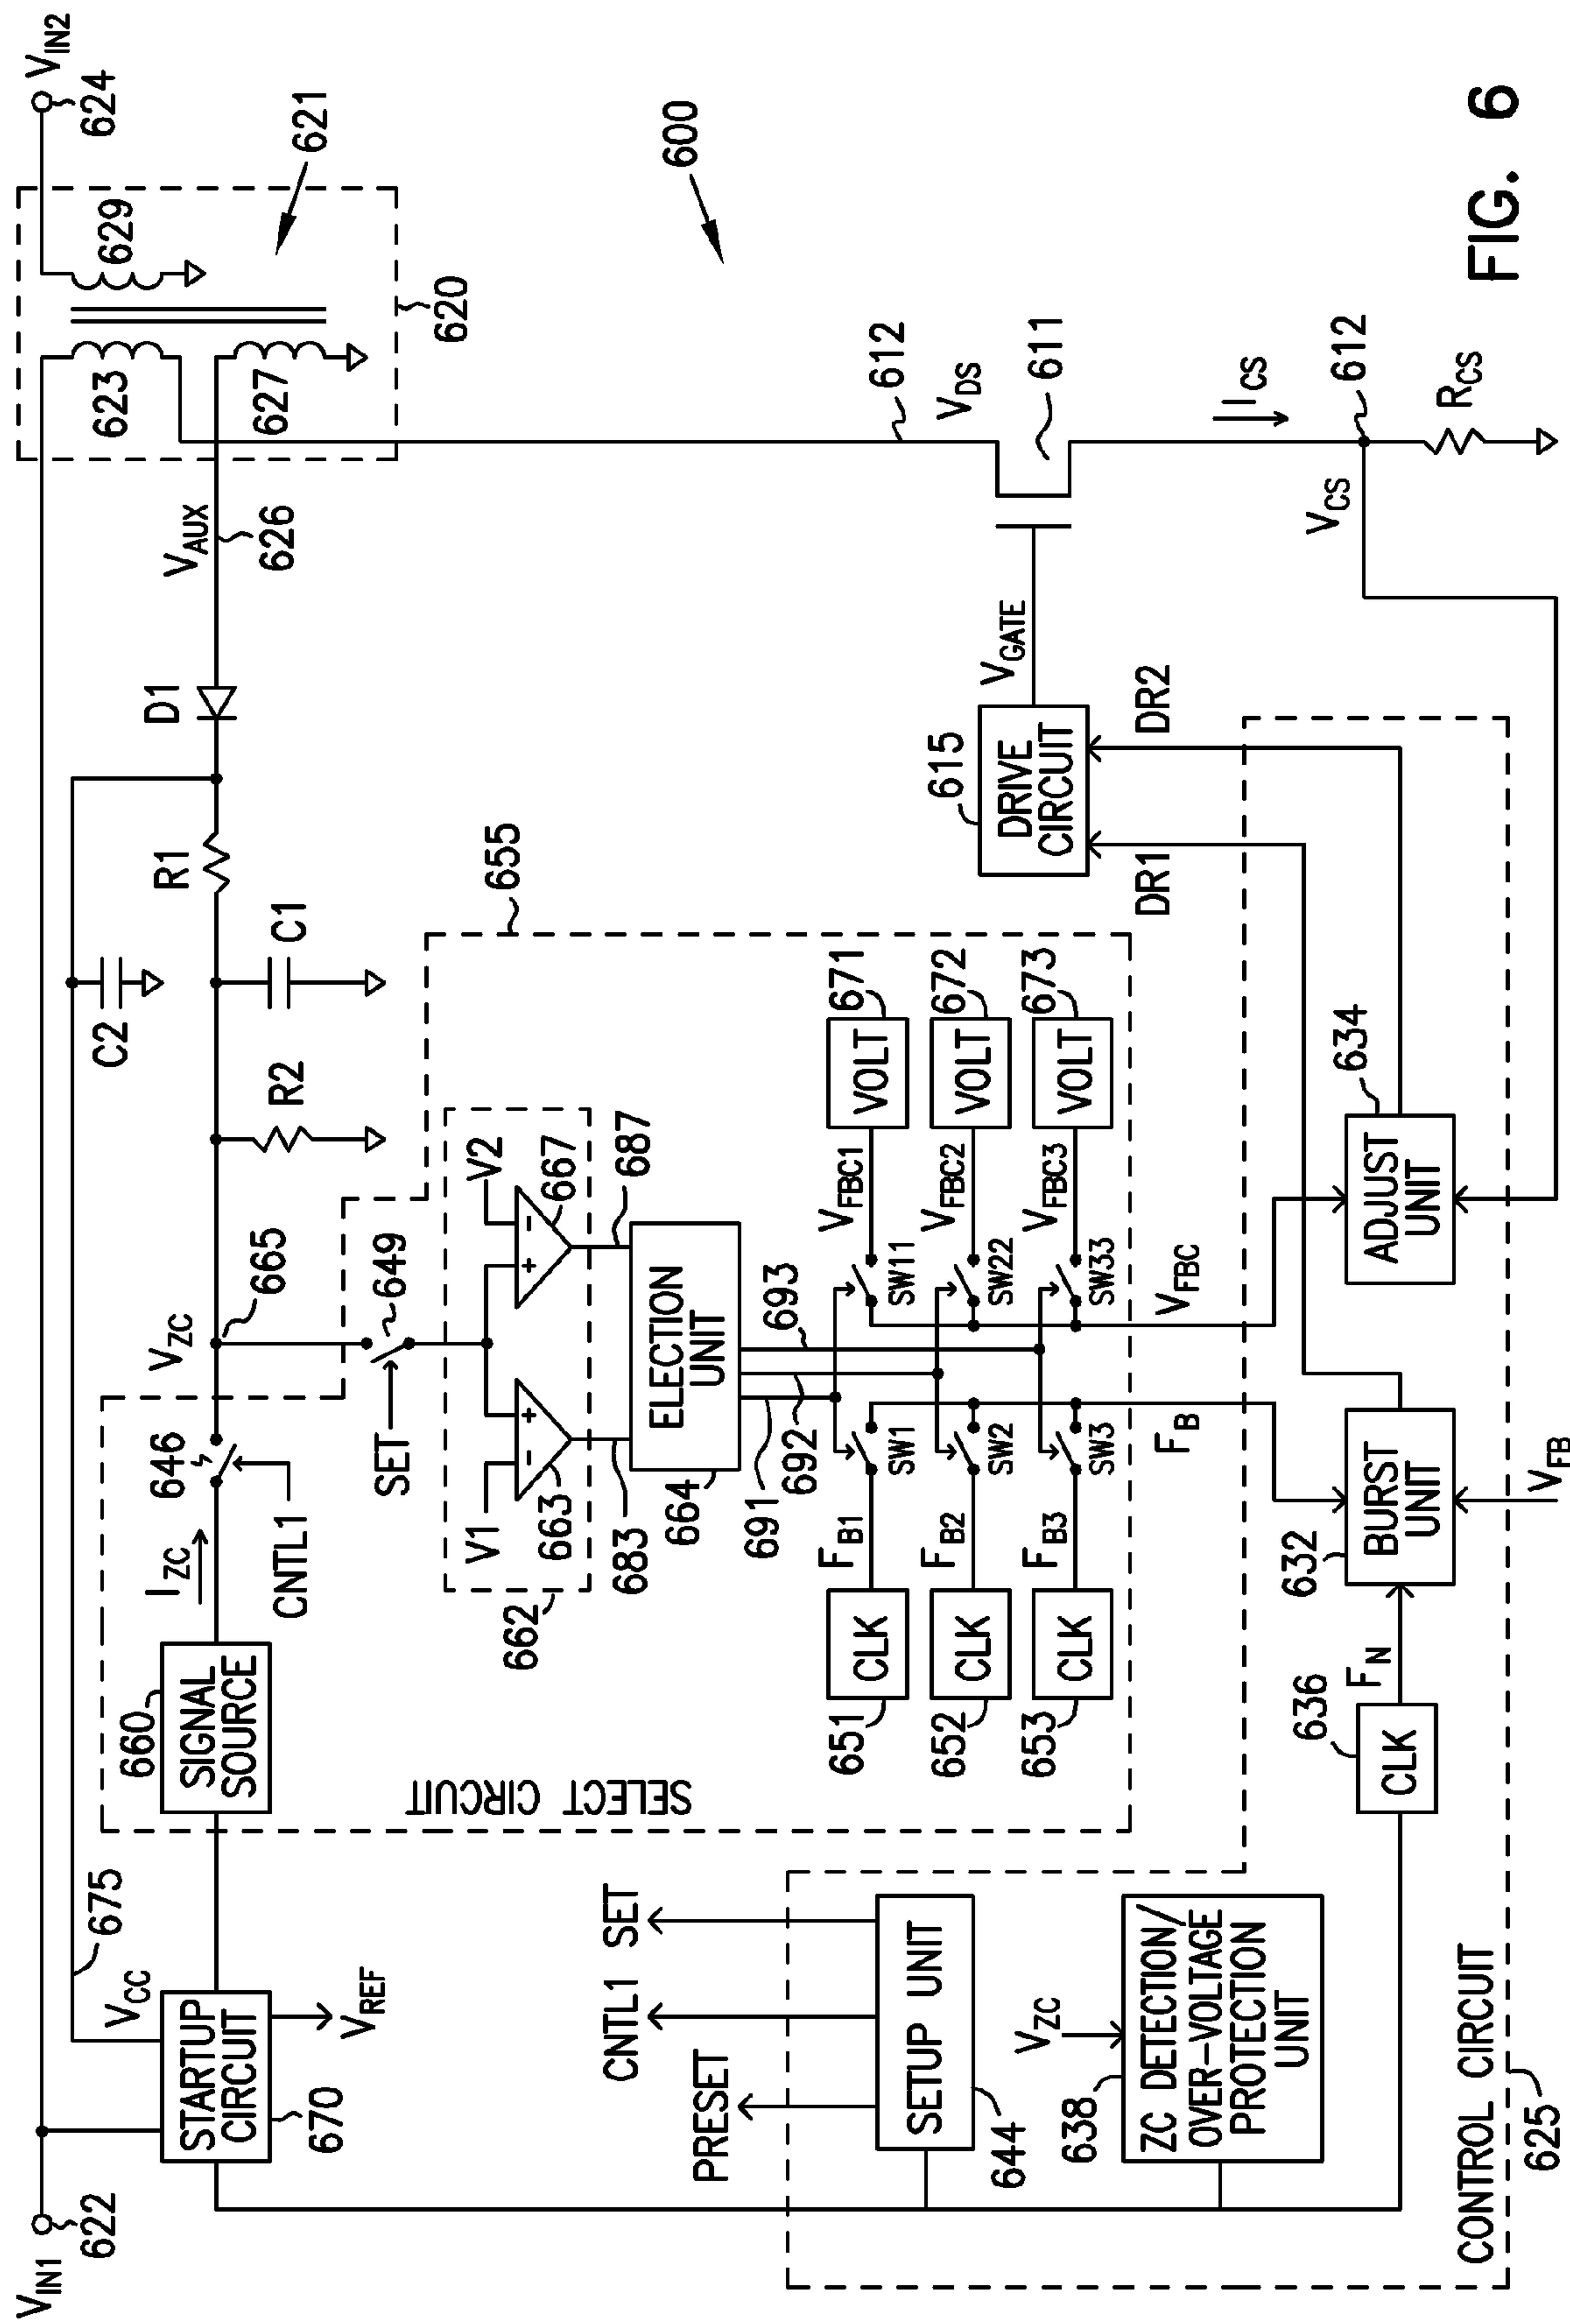 V_IN1
622
V_IN2
624
629
621
623
627
620
V_AUX
626
D1
R1
C1
C2
R2
675
V_CC
STARTUP
CIRCUIT
670
V_REF
660
SIGNAL
SOURCE
I_ZC
646
CNTL1
V_ZC
665
649
SET
655
SELECT CIRCUIT
V1
V2
663
667
662
683
687
ELECTION
UNIT
664
691
692
693
651
CLK
F_B1
SW1
SW11
V_FBC1
VOLT
671
652
CLK
F_B2
SW2
SW22
V_FBC2
VOLT
672
653
CLK
F_B3
SW3
SW33
V_FBC3
VOLT
673
F_B
V_FBC
600
612
V_DS
611
V_GATE
615
DRIVE
CIRCUIT
DR1
DR2
I_CS
612
V_CS
R_CS
CNTL1
SET
PRESET
SETUP UNIT
644
V_ZC
638
ZC DETECTION/
OVER-VOLTAGE
PROTECTION
UNIT
636
CLK
F_N
632
BURST
UNIT
V_FB
634
ADJUST
UNIT
CONTROL CIRCUIT
625
FIG. 6